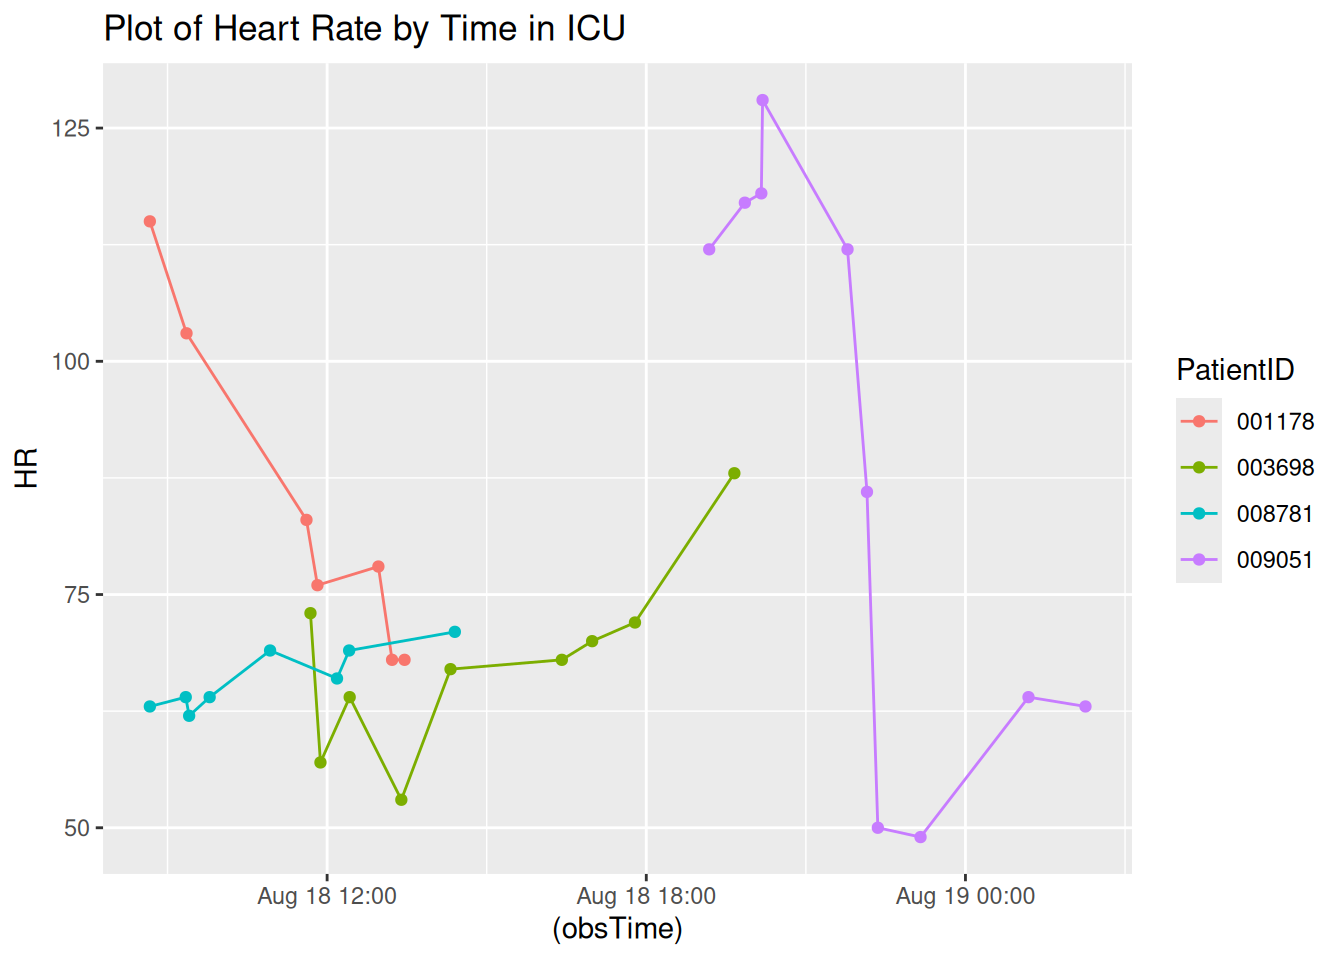 Plot of Heart Rate by Time in ICU
HR
125
100
75
50
Aug 18 12:00
Aug 18 18:00
Aug 19 00:00
(obsTime)
PatientID
001178
003698
008781
009051